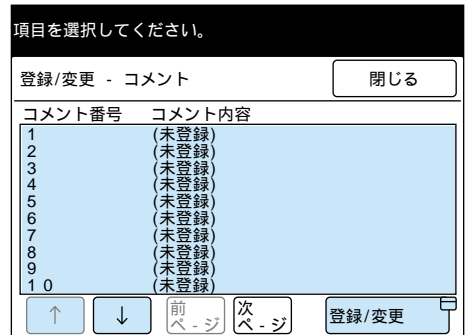 項目を選択してください。
登録/変更 - コメント
閉じる
コメント番号 コメント内容
1 (未登録)
2 (未登録)
3 (未登録)
4 (未登録)
5 (未登録)
6 (未登録)
7 (未登録)
8 (未登録)
9 (未登録)
1 0 (未登録)
↑ ↓
前
ペ - ジ
次
ペ - ジ
登録/変更